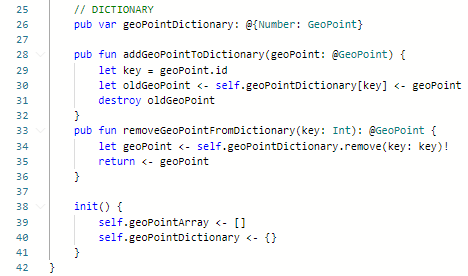 25 // DICTIONARY
26 pub var geoPointDictionary: @{Number: GeoPoint}
27
28 pub fun addGeoPointToDictionary(geoPoint: @GeoPoint) {
29 let key = geoPoint.id
30 let oldGeoPoint <- self.geoPointDictionary[key] <- geoPoint
31 destroy oldGeoPoint
32 }
33 pub fun removeGeoPointFromDictionary(key: Int): @GeoPoint {
34 let geoPoint <- self.geoPointDictionary.remove(key: key)!
35 return <- geoPoint
36 }
37
38 init() {
39 self.geoPointArray <- []
40 self.geoPointDictionary <- {}
41 }
42 }